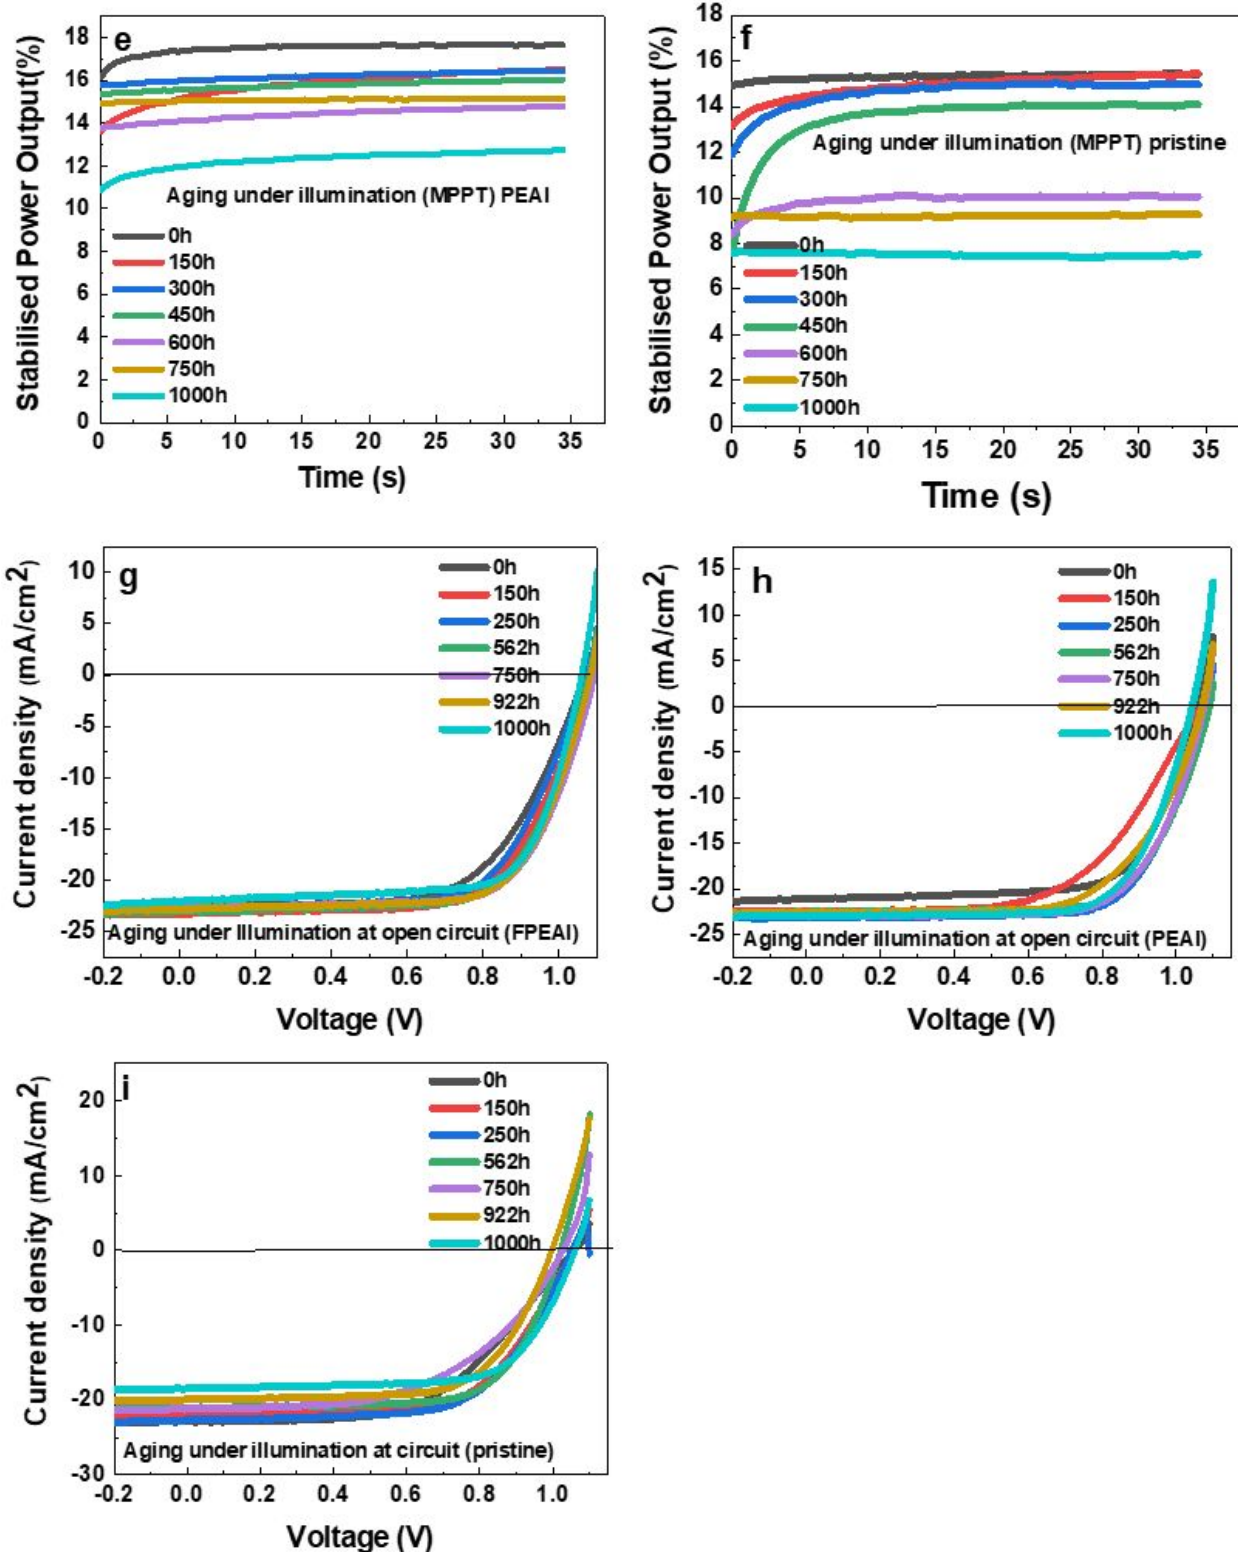 e
Stabilised Power Output(%)
18
16
14
12
10
8
6
4
2
0
Aging under illumination (MPPT) PEAI
0h
150h
300h
450h
600h
750h
1000h
0 5 10 15 20 25 30 35
Time (s)
f
Stabilised Power Output (%)
18
16
14
12
10
8
6
4
2
0
Aging under illumination (MPPT) pristine
0h
150h
300h
450h
600h
750h
1000h
0 5 10 15 20 25 30 35
Time (s)
g
Current density (mA/cm2)
10
5
0
-5
-10
-15
-20
-25
0h
150h
250h
562h
750h
922h
1000h
Aging under Illumination at open circuit (FPEAI)
-0.2 0.0 0.2 0.4 0.6 0.8 1.0
Voltage (V)
h
Current density (mA/cm2)
15
10
5
0
-5
-10
-15
-20
-25
0h
150h
250h
562h
750h
922h
1000h
Aging under Illumination at open circuit (PEAI)
-0.2 0.0 0.2 0.4 0.6 0.8 1.0
Voltage (V)
i
Current density (mA/cm2)
20
10
0
-10
-20
-30
0h
150h
250h
562h
750h
922h
1000h
Aging under illumination at circuit (pristine)
-0.2 0.0 0.2 0.4 0.6 0.8 1.0
Voltage (V)